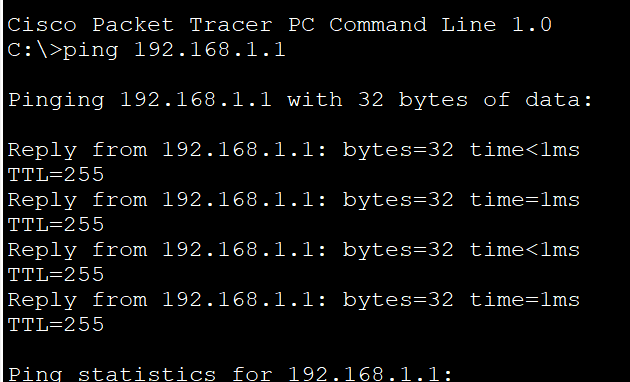 Cisco Packet Tracer PC Command Line 1.0
C:\>ping 192.168.1.1
Pinging 192.168.1.1 with 32 bytes of data:
Reply from 192.168.1.1: bytes=32 time<1ms
TTL=255
Reply from 192.168.1.1: bytes=32 time=1ms
TTL=255
Reply from 192.168.1.1: bytes=32 time<1ms
TTL=255
Reply from 192.168.1.1: bytes=32 time=1ms
TTL=255
Ping statistics for 192.168.1.1: